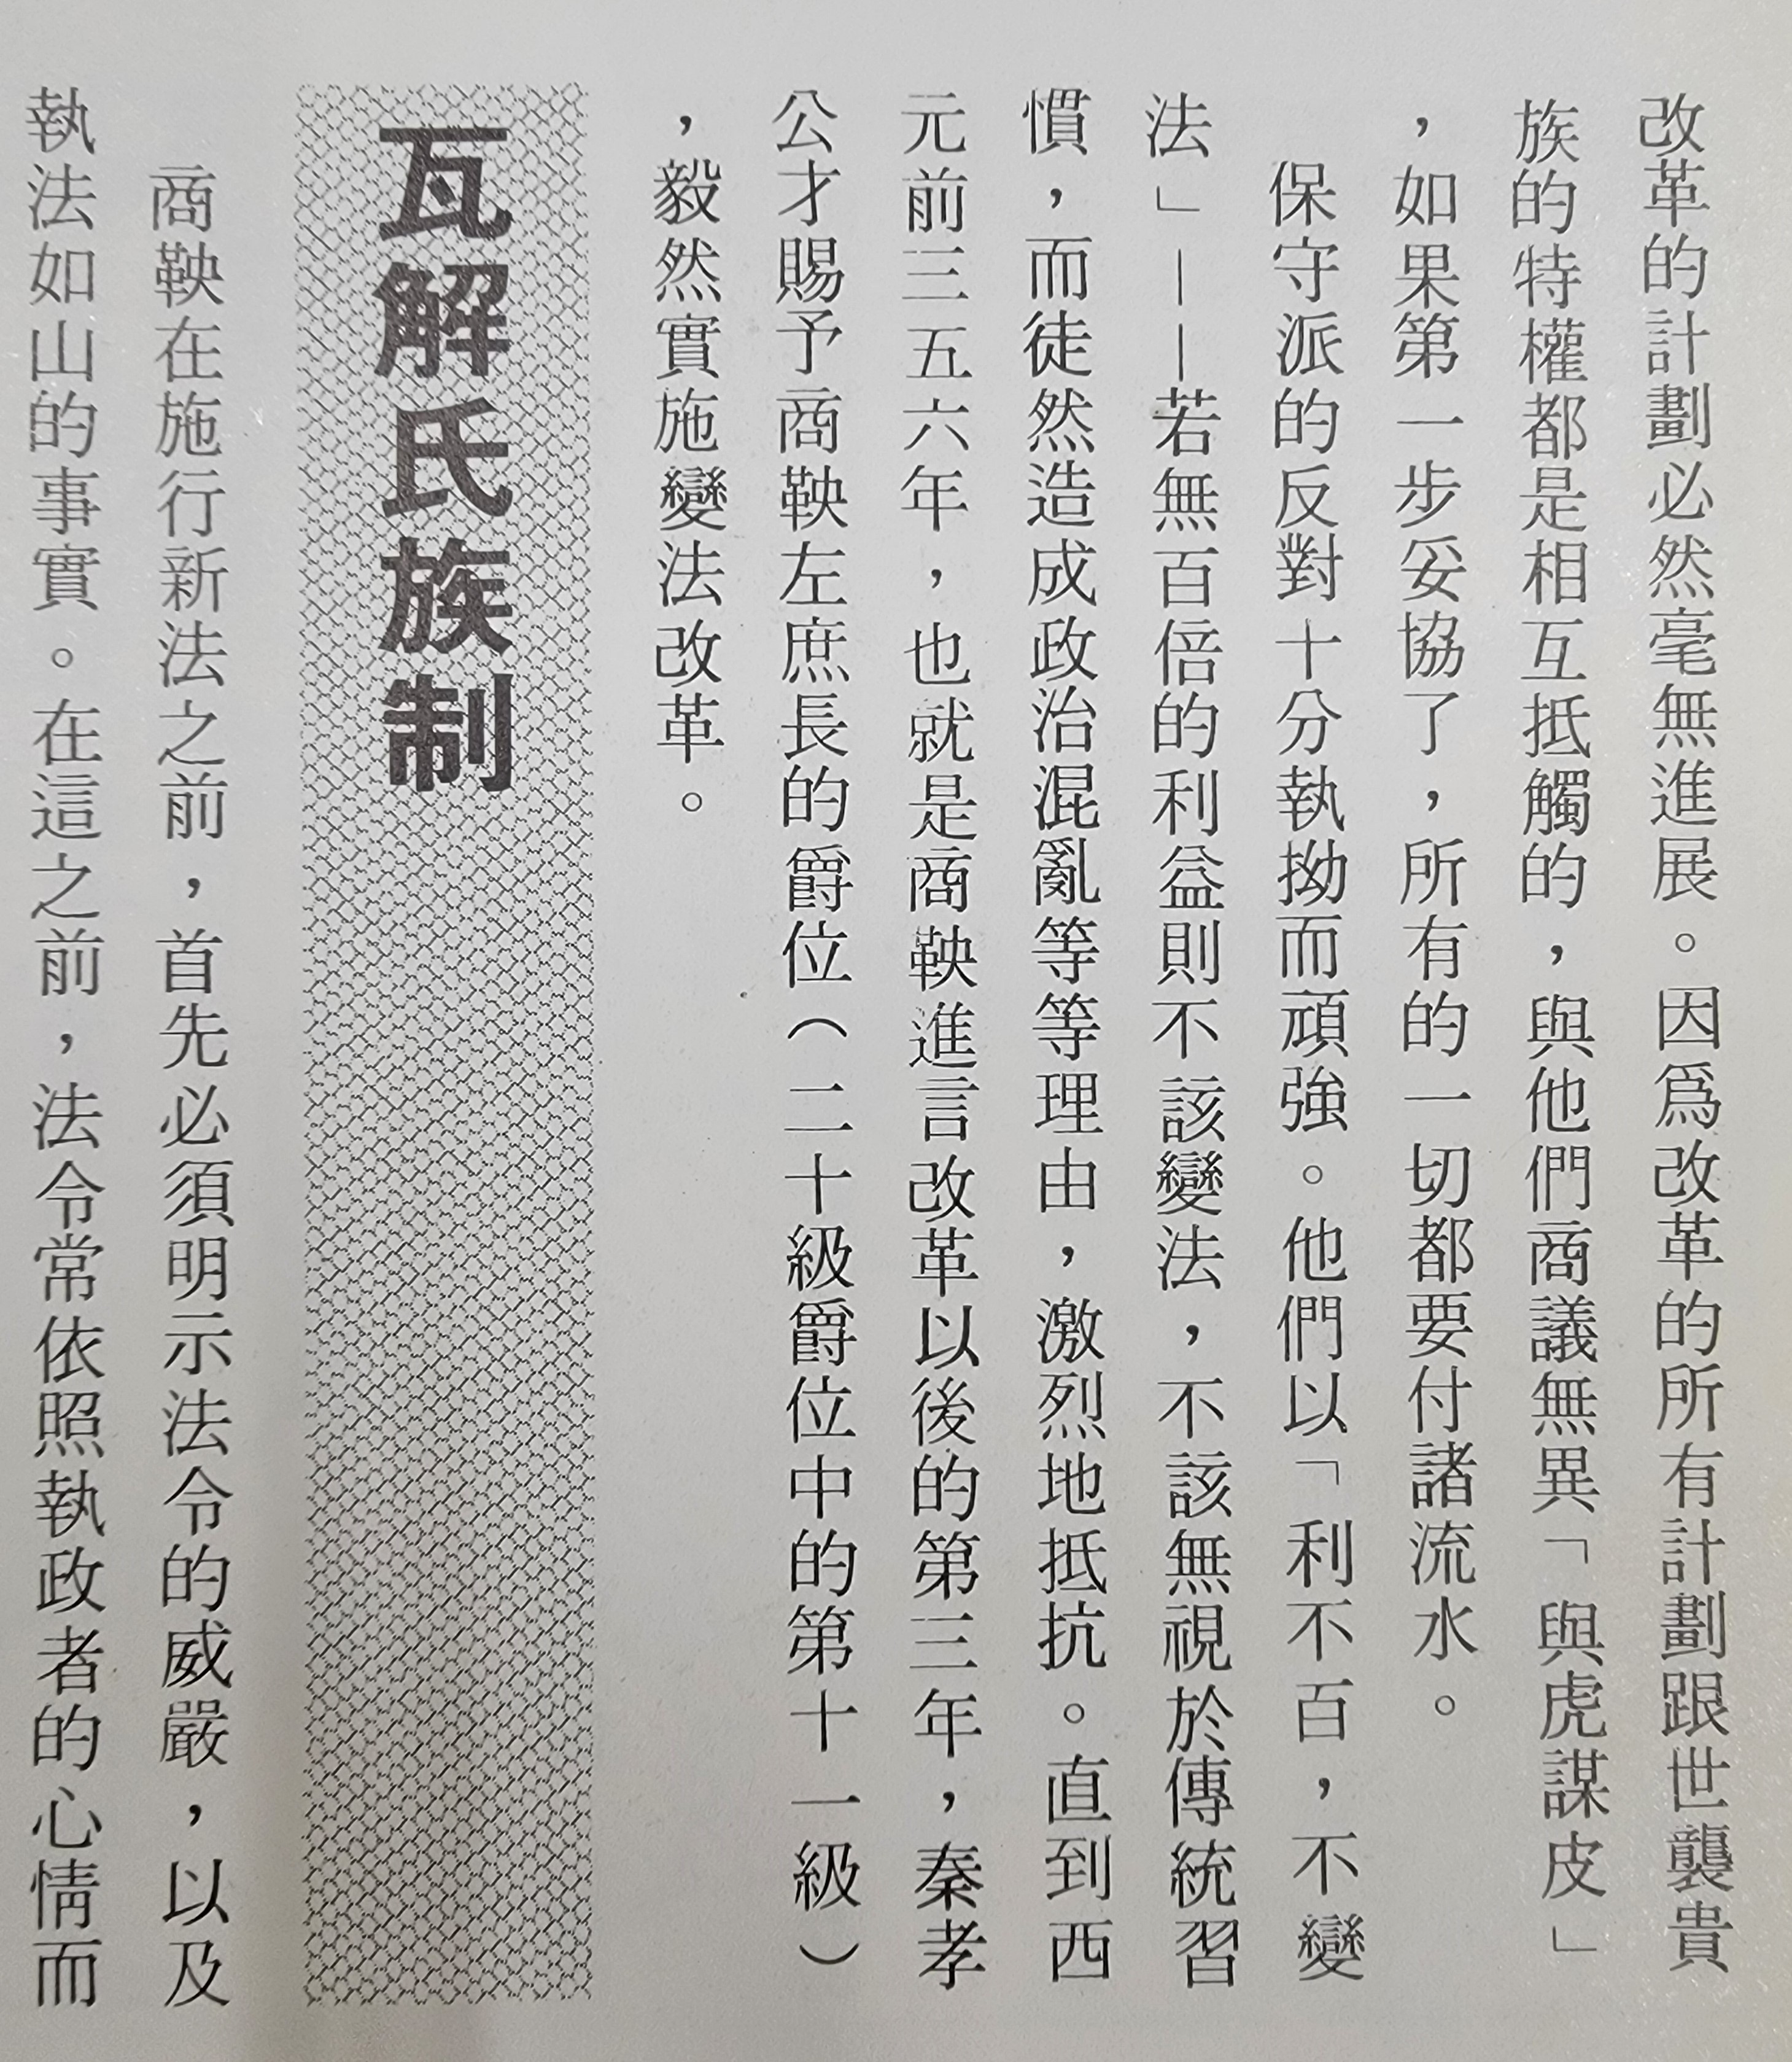 改革的計劃必然毫無進展。因爲改革的所有計劃跟世襲貴
族的特權都是相互抵觸的，與他們商議無異「與虎謀皮」
，如果第一步妥協了，所有的一切都要付諸流水。
保守派的反對十分執拗而頑強。他們以「利不百，不變
法」——若無百倍的利益則不該變法，不該無視於傳統習
慣，而徒然造成政治混亂等等理由，激烈地抵抗。直到西
元前三五六年，也就是商鞅進言改革以後的第三年，秦孝
公才賜予商鞅左庶長的爵位（二十級爵位中的第十一級）
，毅然實施變法改革。
瓦解氏族制
商鞅在施行新法之前，首先必須明示法令的威嚴，以及
執法如山的事實。在這之前，法令常依照執政者的心情而